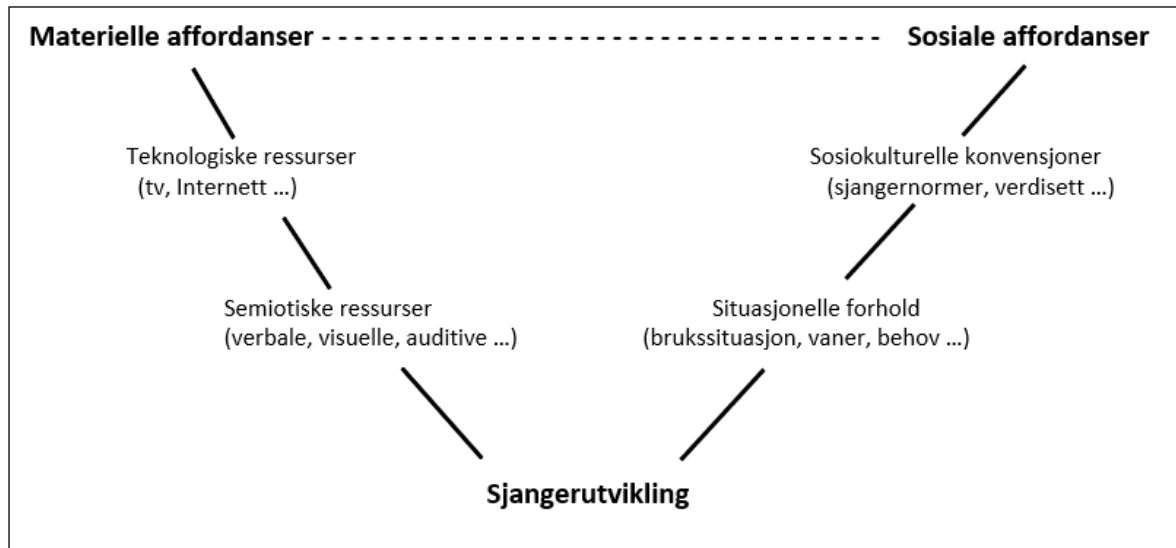 Materielle affordanser
Sosiale affordanser
Teknologiske ressurser
(tv, Internett …)
Sosiokulturelle konvensjoner
(sjangernormer, verdisett …)
Semiotiske ressurser
(verbale, visuelle, auditive …)
Situasjonelle forhold
(brukssituasjon, vaner, behov …)
Sjangerutvikling